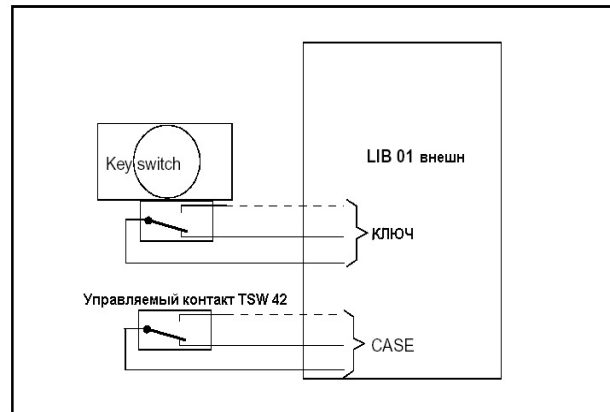 LIB 01 внешн
Key switch
КЛЮЧ
Управляемый контакт TSW 42
CASE